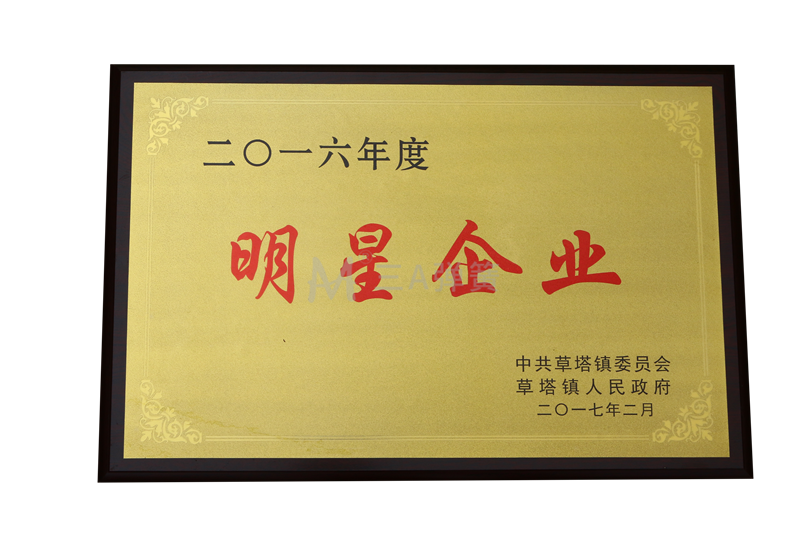 二〇一六年度
明星企业
中共草塔镇委员会
草塔镇人民政府
二〇一七年二月